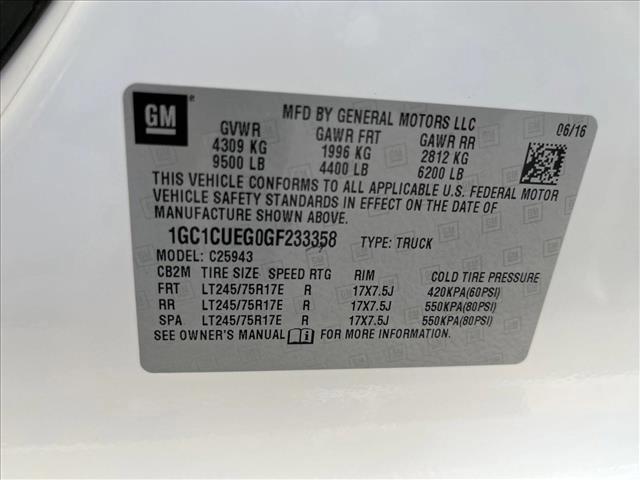 GM
MFD BY GENERAL MOTORS LLC 06/16
GVWR GAWR FRT GAWR RR
4309 KG 1996 KG 2812 KG
9500 LB 4400 LB 6200 LB
THIS VEHICLE CONFORMS TO ALL APPLICABLE U.S. FEDERAL MOTOR
VEHICLE SAFETY STANDARDS IN EFFECT ON THE DATE OF
MANUFACTURE SHOWN ABOVE.
1GC1CUEG0GF233358 TYPE: TRUCK
MODEL: C25943
CB2M TIRE SIZE SPEED RTG RIM COLD TIRE PRESSURE
FRT LT245/75R17E R 17X7.5J 420KPA(60PSI)
RR LT245/75R17E R 17X7.5J 550KPA(80PSI)
SPA LT245/75R17E R 17X7.5J 550KPA(80PSI)
SEE OWNER'S MANUAL FOR MORE INFORMATION.